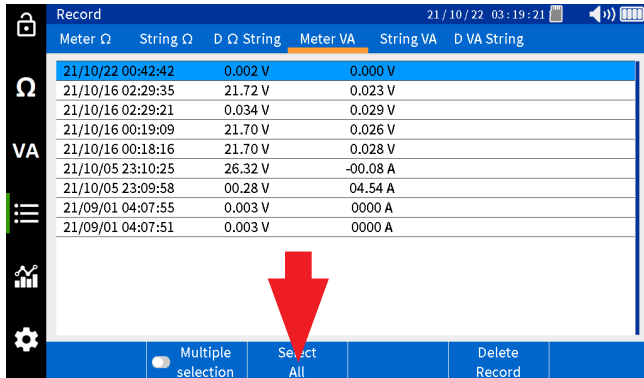 Record 21/10/22 03:19:21
Meter Ω String Ω D Ω String Meter VA String VA D VA String
Ω
VA
21/10/22 00:42:42 0.002 V 0.000 V
21/10/16 02:29:35 21.72 V 0.023 V
21/10/16 02:29:21 0.034 V 0.029 V
21/10/16 00:19:09 21.70 V 0.026 V
21/10/16 00:18:16 21.70 V 0.028 V
21/10/05 23:10:25 26.32 V -00.08 A
21/10/05 23:09:58 00.28 V 04.54 A
21/09/01 04:07:55 0.003 V 0000 A
21/09/01 04:07:51 0.003 V 0000 A
Multiple selection
Select All
Delete Record